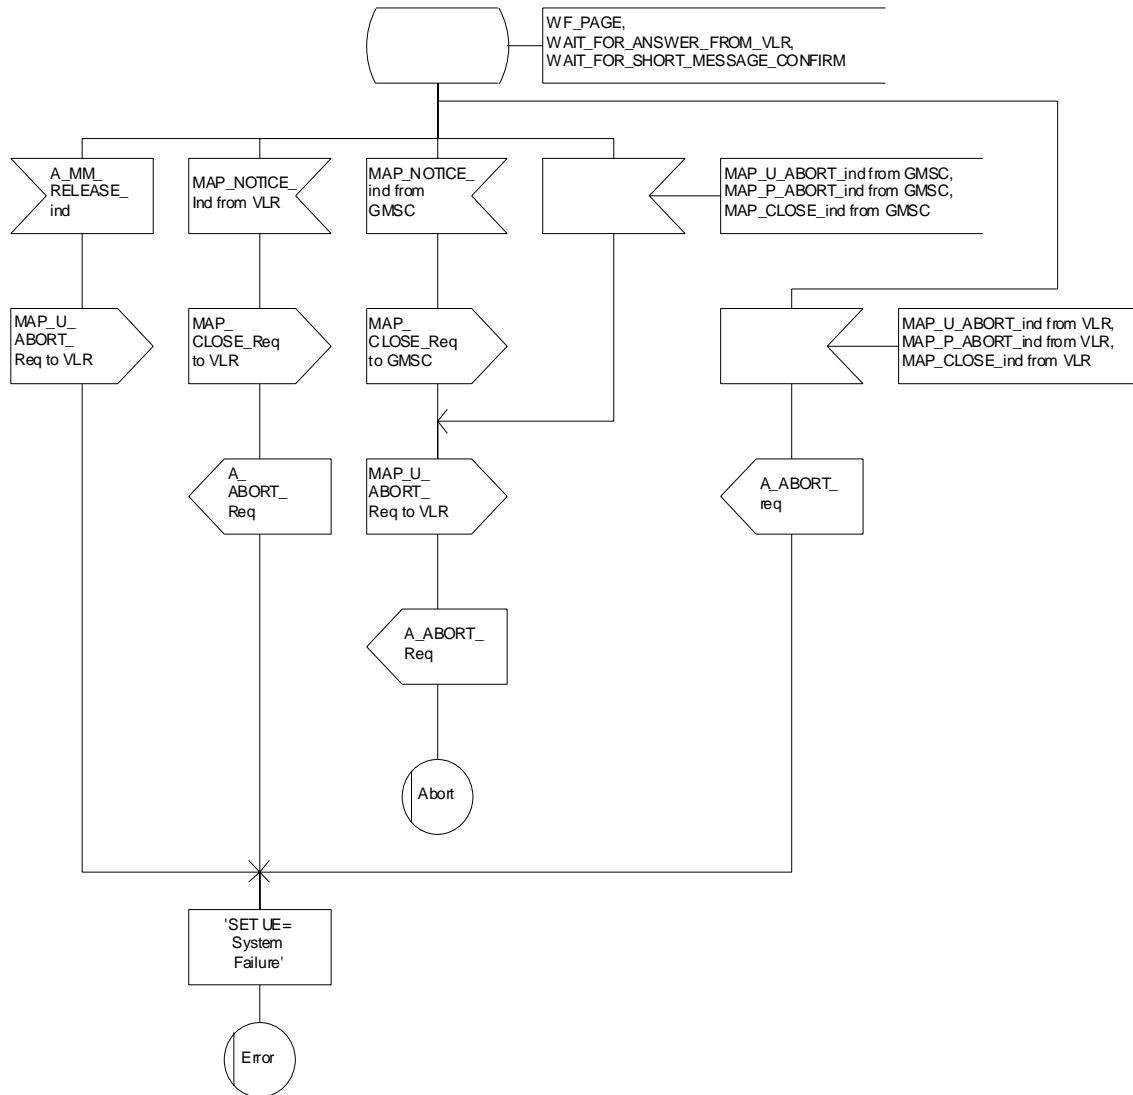 WF_PAGE,
WAIT_FOR_ANSWER_FROM_VLR,
WAIT_FOR_SHORT_MESSAGE_CONFIRM
A_MM_
RELEASE_
ind
MAP_NOTICE_
Ind from VLR
MAP_NOTICE_
ind from
GMSC
MAP_U_ABORT_ind from GMSC,
MAP_P_ABORT_ind from GMSC,
MAP_CLOSE_ind from GMSC
MAP_U_
ABORT_
Req to VLR
MAP_
CLOSE_Req
to VLR
MAP_
CLOSE_Req
to GMSC
MAP_U_ABORT_ind from VLR,
MAP_P_ABORT_ind from VLR,
MAP_CLOSE_ind from VLR
A_
ABORT_
Req
MAP_U_
ABORT_
Req to VLR
A_ABORT_
req
A_ABORT_
Req
Abort
'SET UE=
System
Failure'
Error